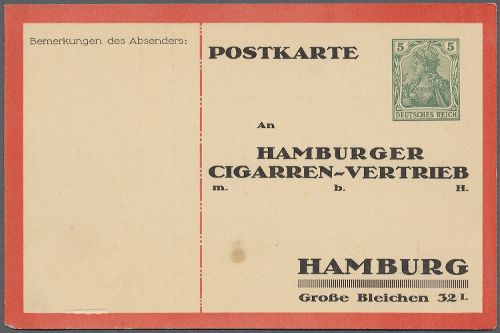 Bemerkungen des Absenders:
POSTKARTE
5 5
DEUTSCHES REICH
An
HAMBURGER
CIGARREN-VERTRIEB
m. b. H.
HAMBURG
Große Bleichen 32 I.